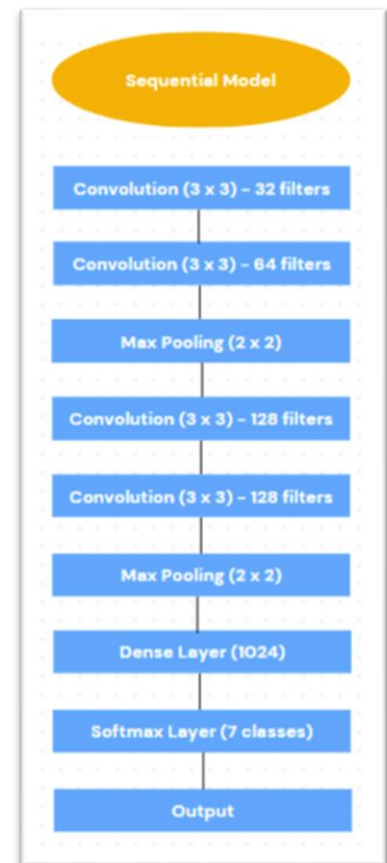 Sequential Model
Convolution (3 x 3) - 32 filters
Convolution (3 x 3) - 64 filters
Max Pooling (2 x 2)
Convolution (3 x 3) - 128 filters
Convolution (3 x 3) - 128 filters
Max Pooling (2 x 2)
Dense Layer (1024)
Softmax Layer (7 classes)
Output